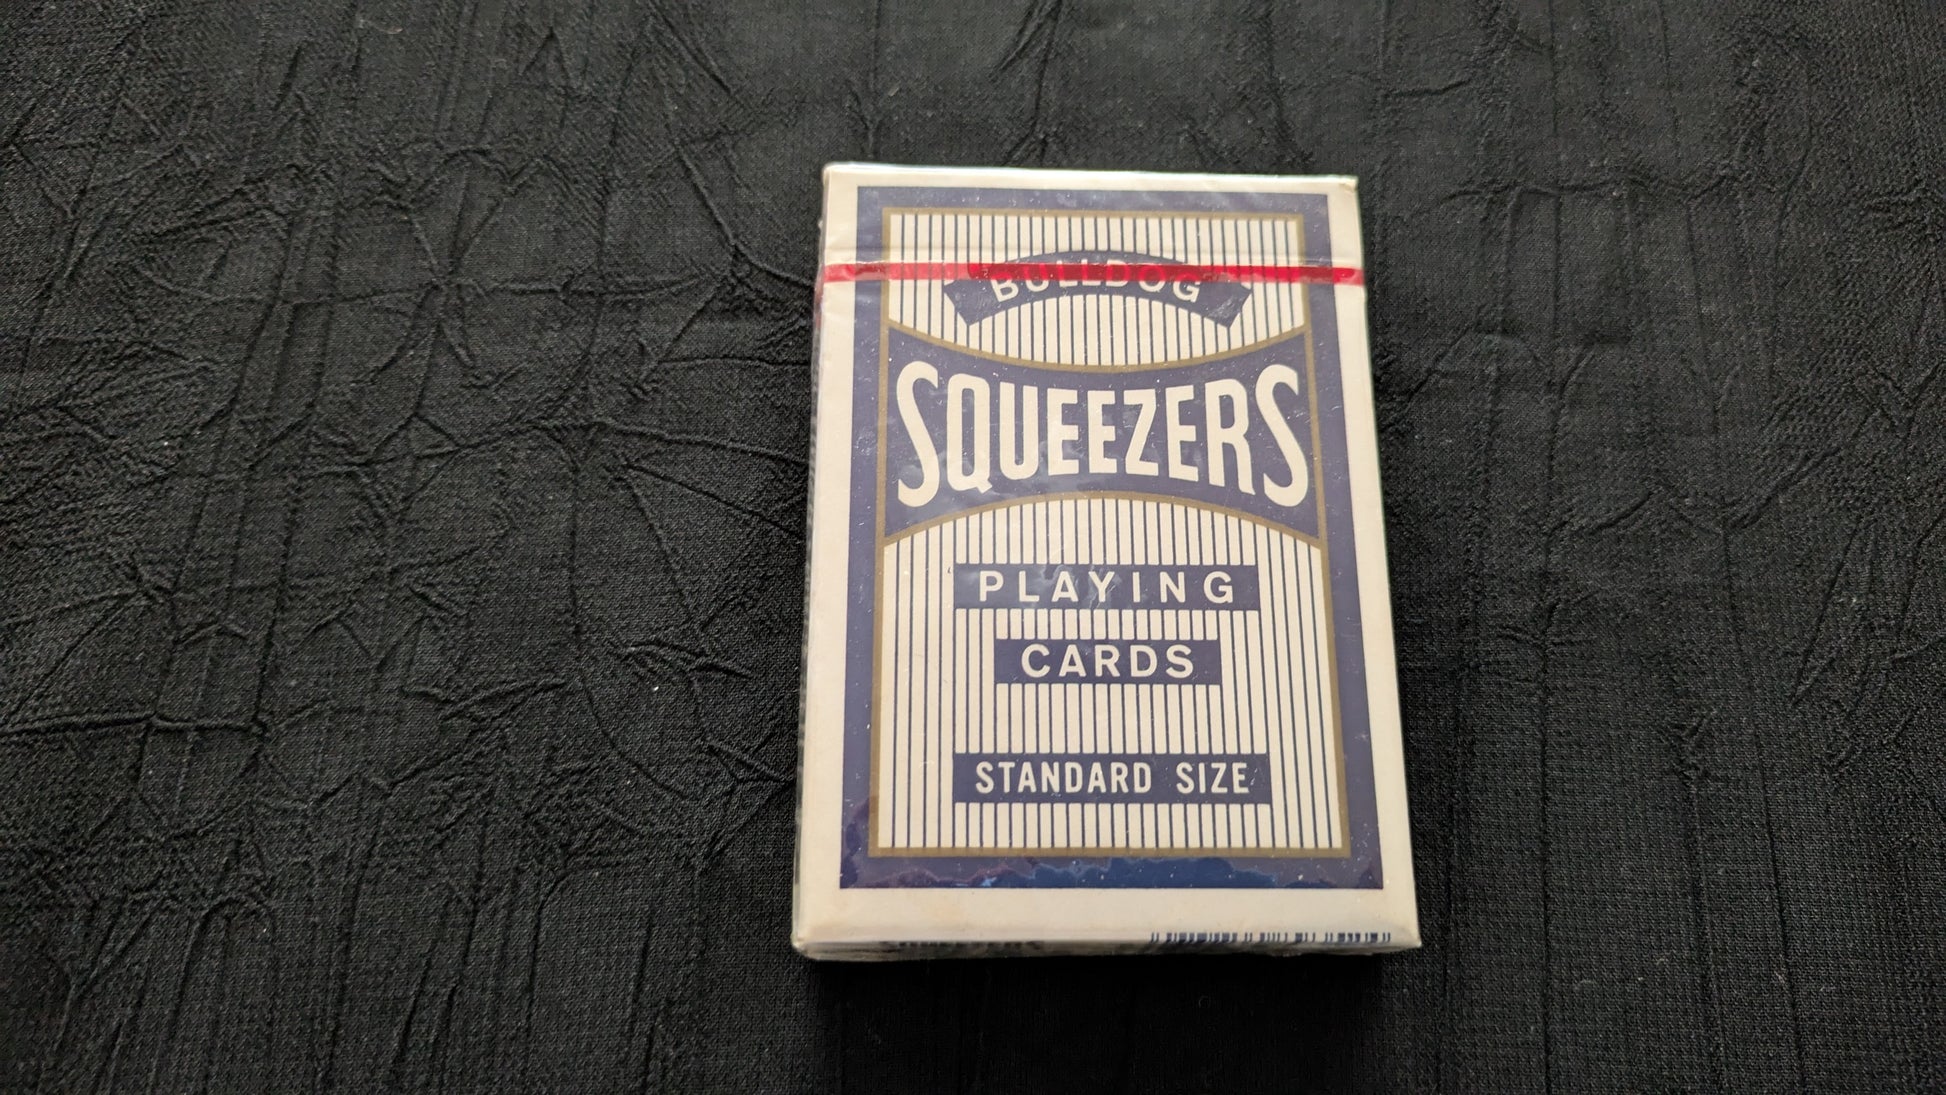 BULLDOG
SQUEEZERS
PLAYING
CARDS
STANDARD SIZE